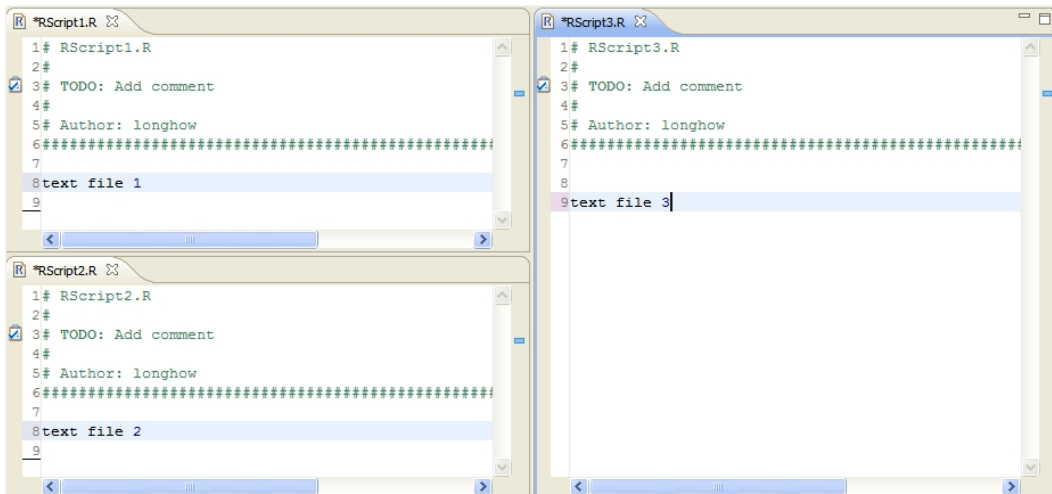 *RScript1.R
1# RScript1.R
2#
3# TODO: Add comment
4#
5# Author: longhow
6##################################################
7
8text file 1
9
*RScript2.R
1# RScript2.R
2#
3# TODO: Add comment
4#
5# Author: longhow
6##################################################
7
8text file 2
9
*RScript3.R
1# RScript3.R
2#
3# TODO: Add comment
4#
5# Author: longhow
6##################################################
7
8
9text file 3